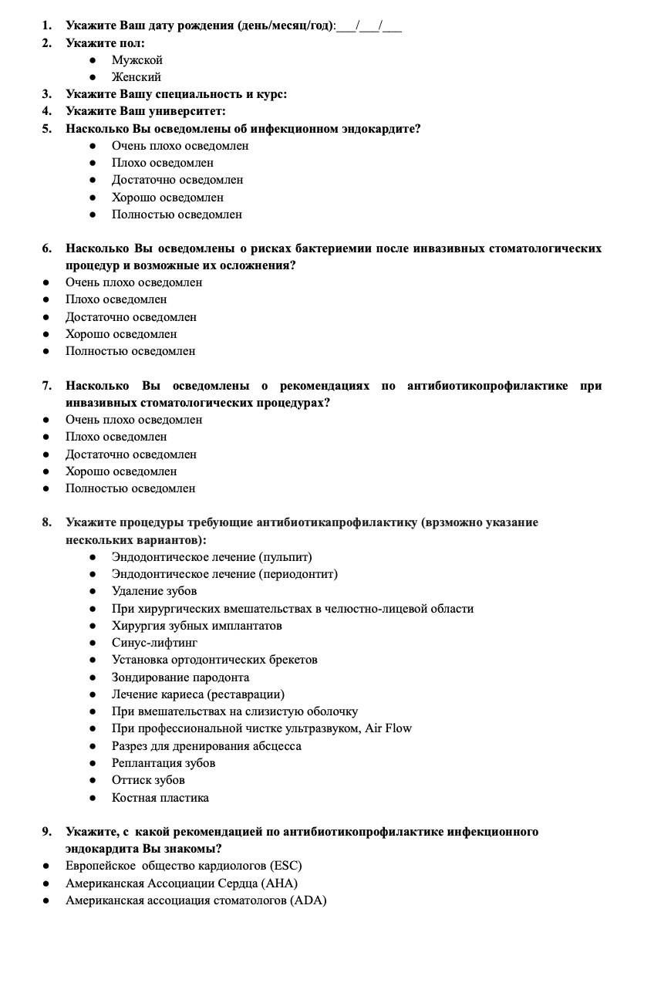 1. Укажите Ваш дату рождения (день/месяц/год):___/___/___
2. Укажите пол:
● Мужской
● Женский
3. Укажите Вашу специальность и курс:
4. Укажите Ваш университет:
5. Насколько Вы осведомлены об инфекционном эндокардите?
● Очень плохо осведомлен
● Плохо осведомлен
● Достаточно осведомлен
● Хорошо осведомлен
● Полностью осведомлен
6. Насколько Вы осведомлены о рисках бактериемии после инвазивных стоматологических
процедур и возможные их осложнения?
● Очень плохо осведомлен
● Плохо осведомлен
● Достаточно осведомлен
● Хорошо осведомлен
● Полностью осведомлен
7. Насколько Вы осведомлены о рекомендациях по антибиотикопрофилактике при
инвазивных стоматологических процедурах?
● Очень плохо осведомлен
● Плохо осведомлен
● Достаточно осведомлен
● Хорошо осведомлен
● Полностью осведомлен
8. Укажите процедуры требующие антибиотикапрофилактику (врзможно указание
нескольких вариантов):
● Эндодонтическое лечение (пульпит)
● Эндодонтическое лечение (периодонтит)
● Удаление зубов
● При хирургических вмешательствах в челюстно-лицевой области
● Хирургия зубных имплантатов
● Синус-лифтинг
● Установка ортодонтических брекетов
● Зондирование пародонта
● Лечение кариеса (реставрации)
● При вмешательствах на слизистую оболочку
● При профессиональной чистке ультразвуком, Air Flow
● Разрез для дренирования абсцесса
● Реплантация зубов
● Оттиск зубов
● Костная пластика
9. Укажите, с какой рекомендацией по антибиотикопрофилактике инфекционного
эндокардита Вы знакомы?
● Европейское общество кардиологов (ESC)
● Американская Ассоциации Сердца (AHA)
● Американская ассоциация стоматологов (ADA)